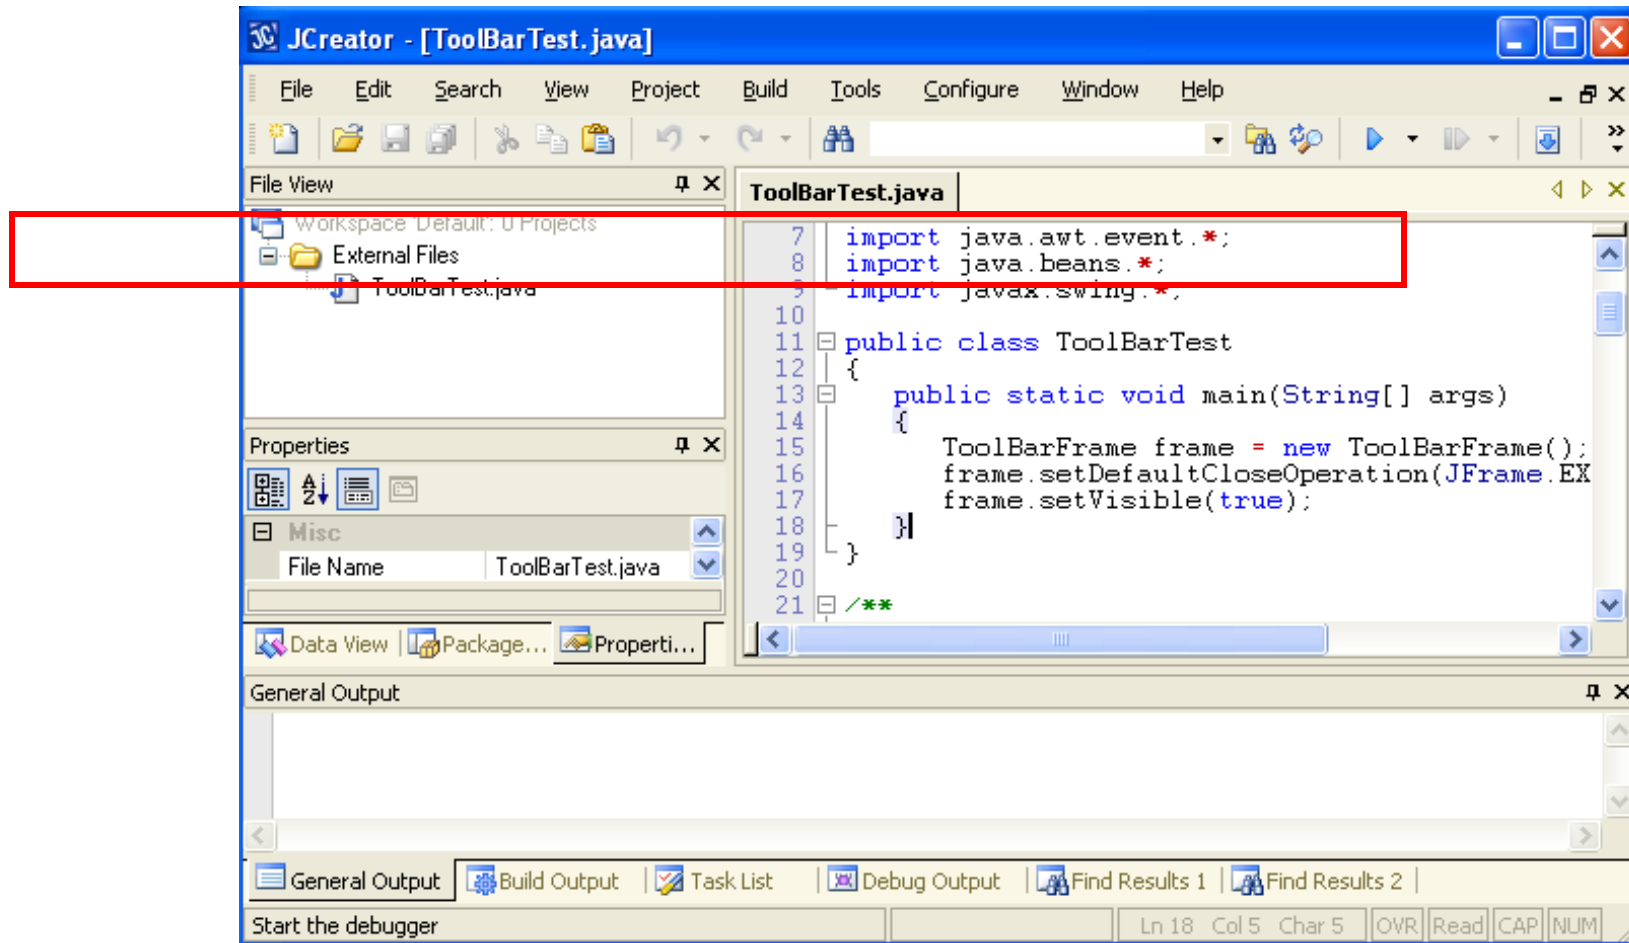 JCreator - [ToolBarTest.java]
File Edit Search View Project Build Tools Configure Window Help
File View
Workspace 'Default': 0 Projects
External Files
ToolBarTest.java
Properties
Misc
File Name ToolBarTest.java
Data View Package... Properti...
ToolBarTest.java
7 import java.awt.event.*;
8 import java.beans.*;
9 import javax.swing.*;
10
11 public class ToolBarTest
12 {
13 public static void main(String[] args)
14 {
15 ToolBarFrame frame = new ToolBarFrame();
16 frame.setDefaultCloseOperation(JFrame.EX
17 frame.setVisible(true);
18 }
19 }
20
21 /**
General Output
General Output Build Output Task List Debug Output Find Results 1 Find Results 2
Start the debugger Ln 18 Col 5 Char 5 OVR Read CAP NUM